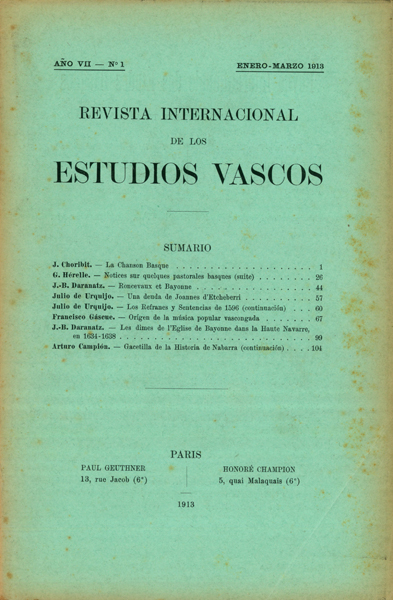 AÑO VII — Nº 1
ENERO-MARZO 1913
REVISTA INTERNACIONAL
DE LOS
ESTUDIOS VASCOS
SUMARIO
J. Choribit. — La Chanson Basque . . . . . . . . . . 1
G. Hérelle. — Notices sur quelques pastorales basques (suite) . . . . . . . . 26
J.-B. Daranatz. — Roncevaux et Bayonne . . . . . . . . . . 44
Julio de Urquijo. — Una deuda de Joannes d'Etcheberri . . . . . . . . . . 57
Julio de Urquijo. — Los Refranes y Sentencias de 1596 (continuación) . . . 60
Francisco Gáscue. — Origen de la música popular vascongada . . . . . . . 67
J.-B. Daranatz. — Les dîmes de l'Eglise de Bayonne dans la Haute Navarre,
en 1634-1638 . . . . . . . . . . 99
Arturo Campión. — Gacetilla de la Historia de Nabarra (continuación) . . . . 104
PARIS
PAUL GEUTHNER
13, rue Jacob (6e)
HONORÉ CHAMPION
5, quai Malaquais (6e)
1913